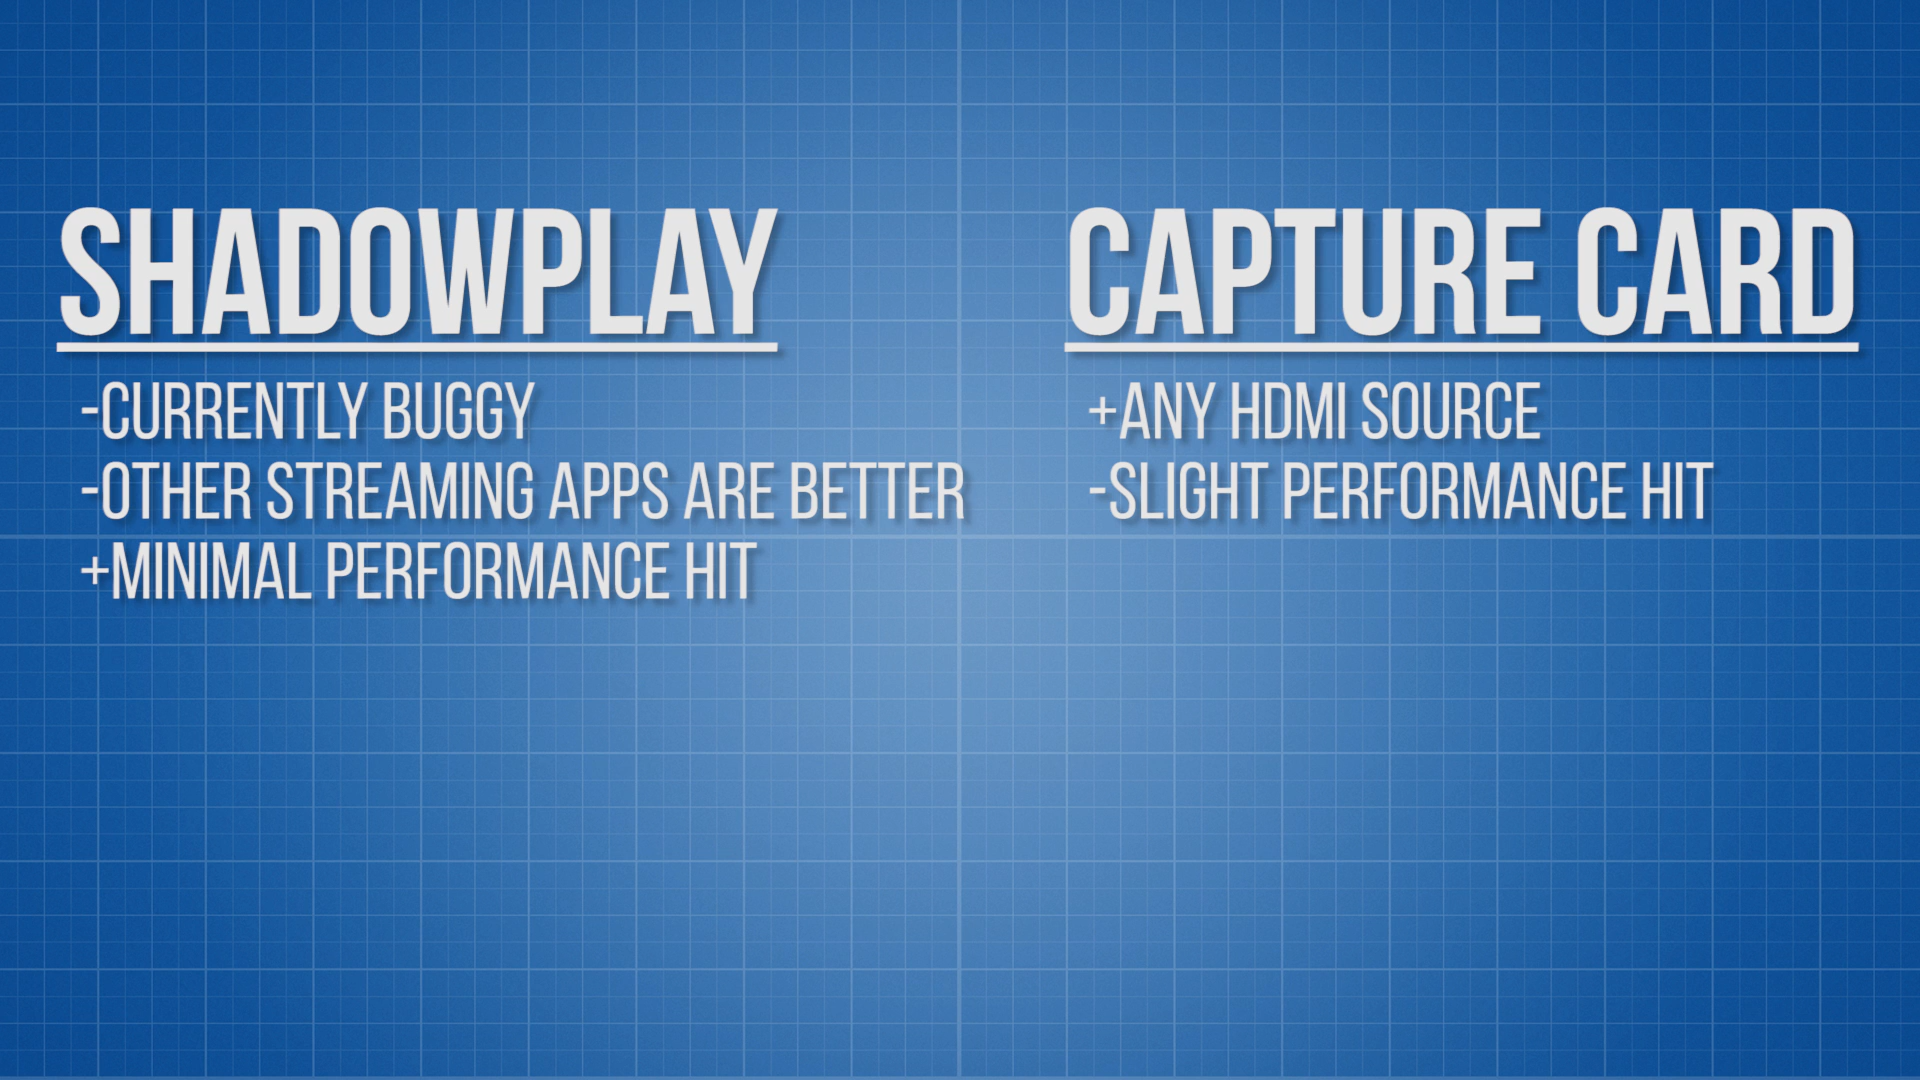 SHADOWPLAY
-CURRENTLY BUGGY
-OTHER STREAMING APPS ARE BETTER
+MINIMAL PERFORMANCE HIT
CAPTURE CARD
+ANY HDMI SOURCE
-SLIGHT PERFORMANCE HIT